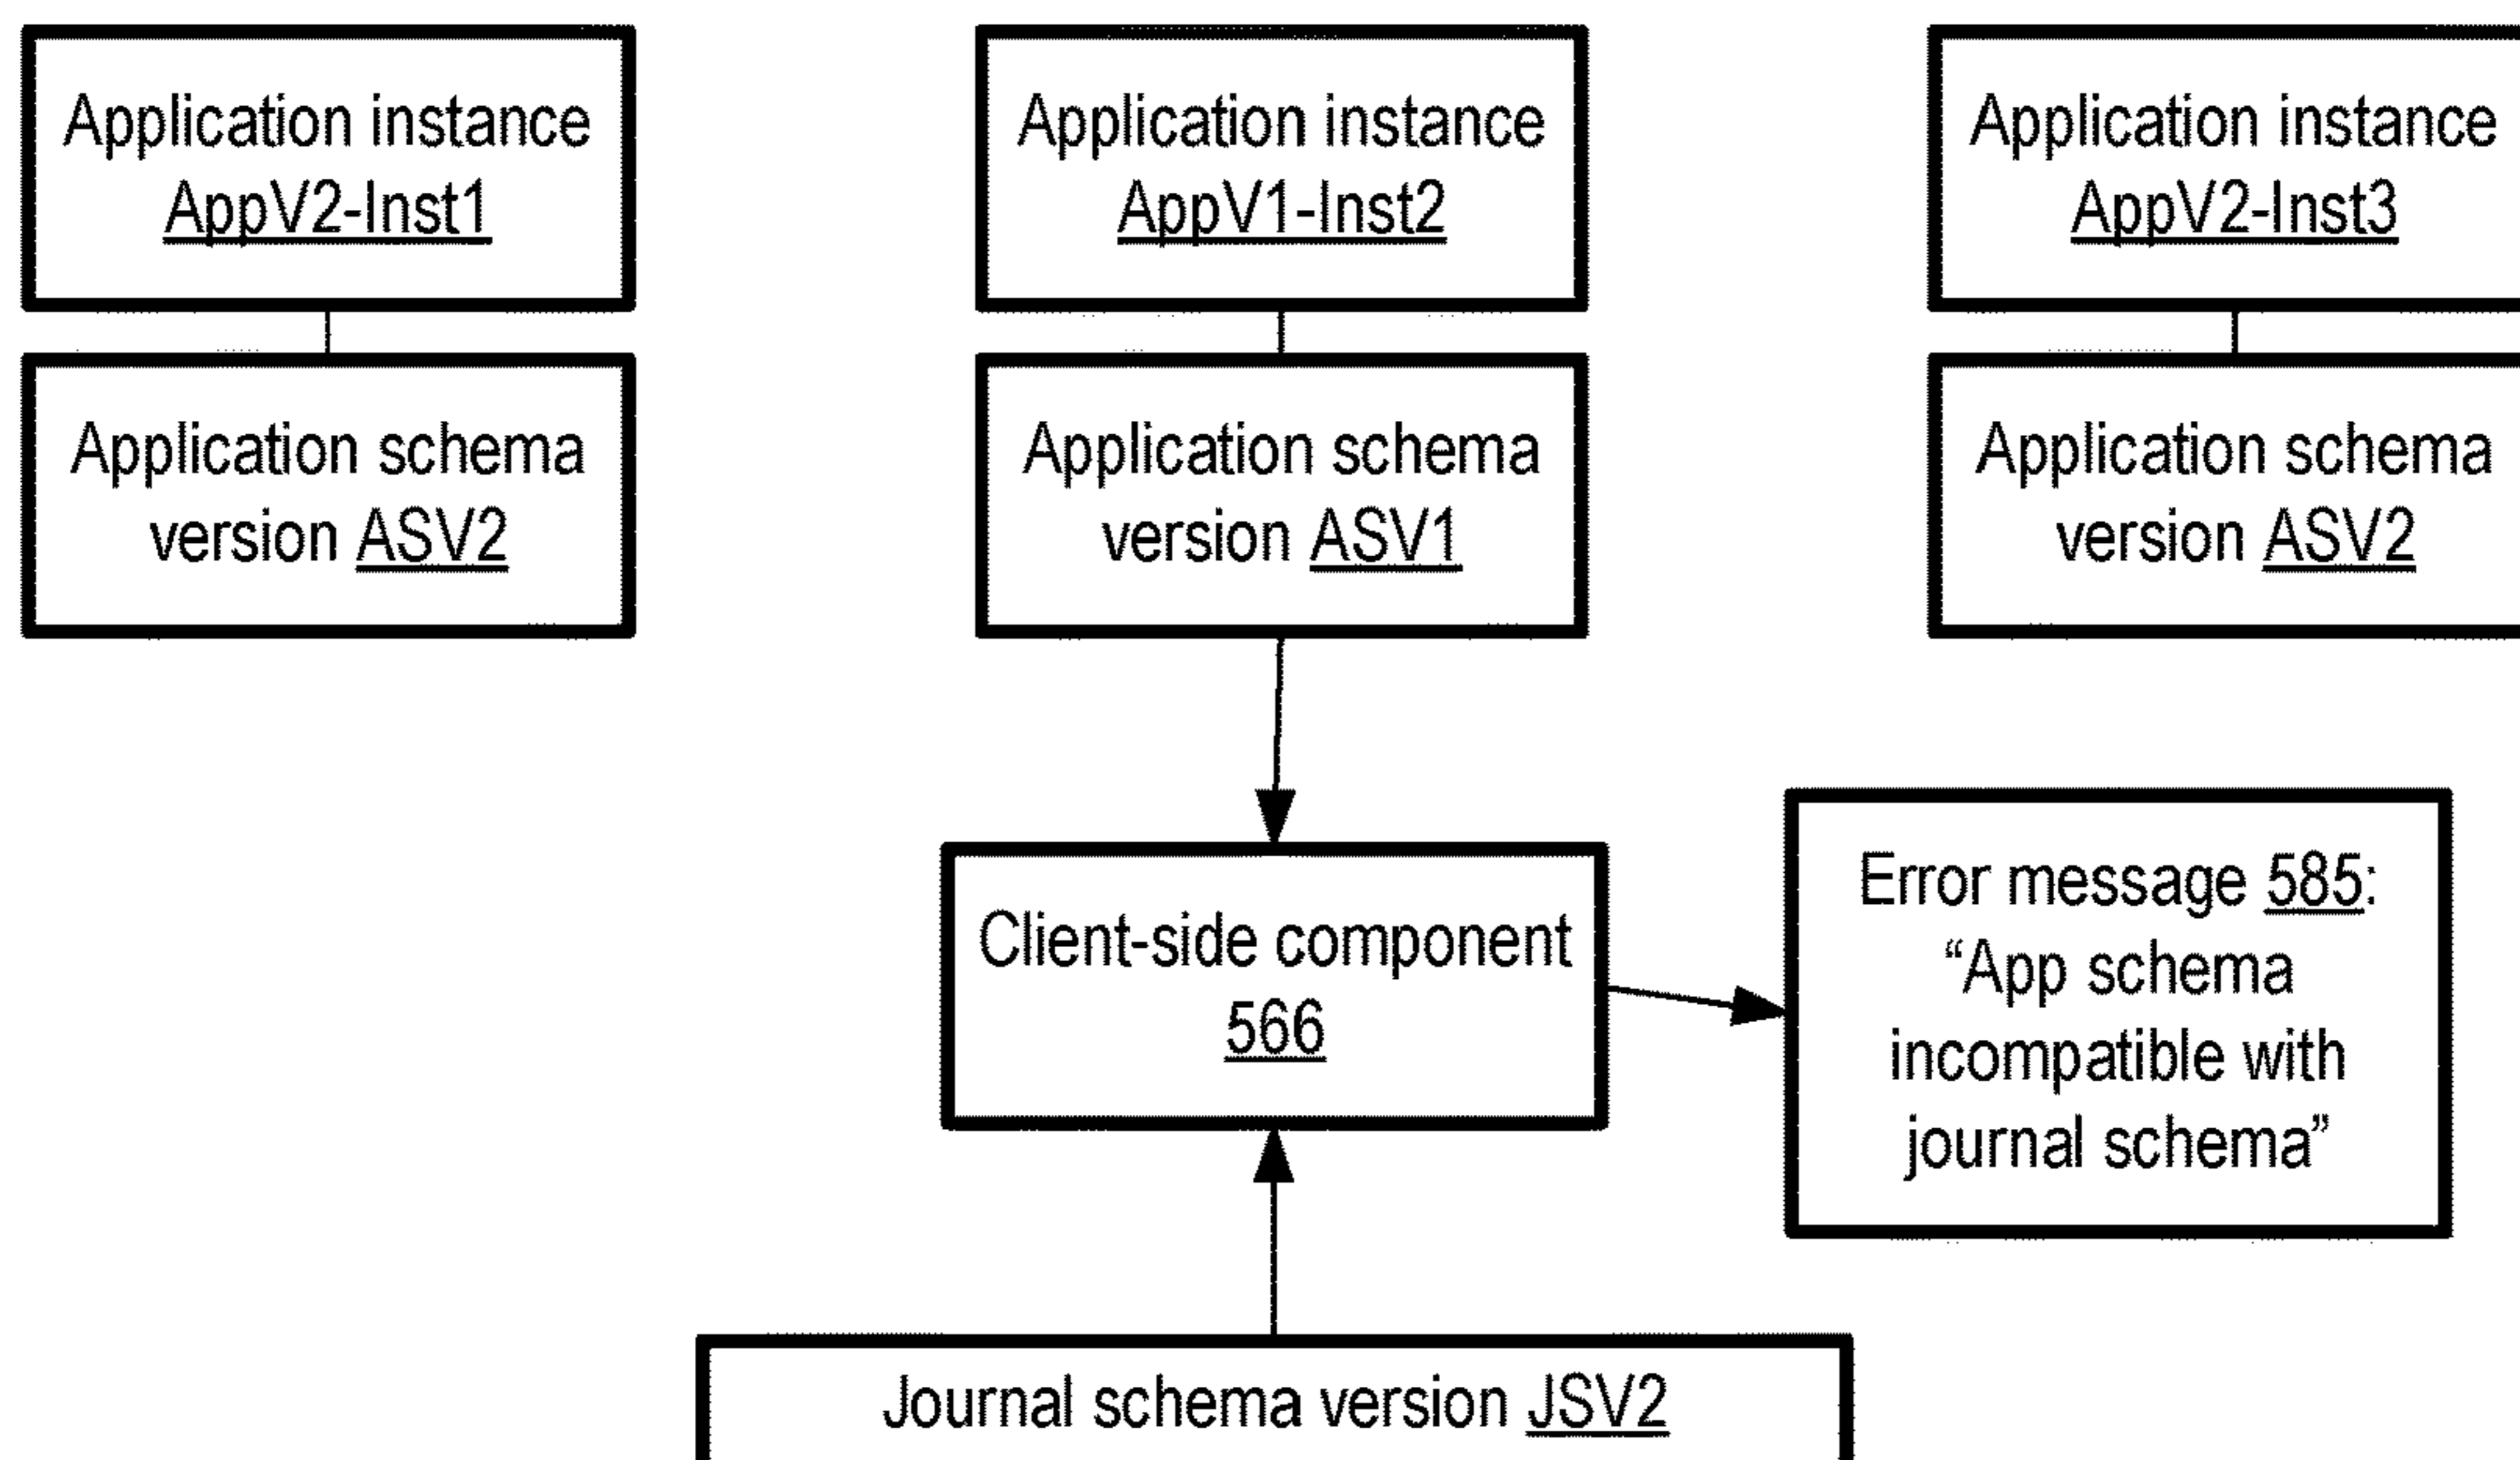 Application instance
AppV2-Inst1
Application schema
version ASV2
Application instance
AppV1-Inst2
Application schema
version ASV1
Application instance
AppV2-Inst3
Application schema
version ASV2
Client-side component
566
Error message 585:
“App schema
incompatible with
journal schema”
Journal schema version JSV2